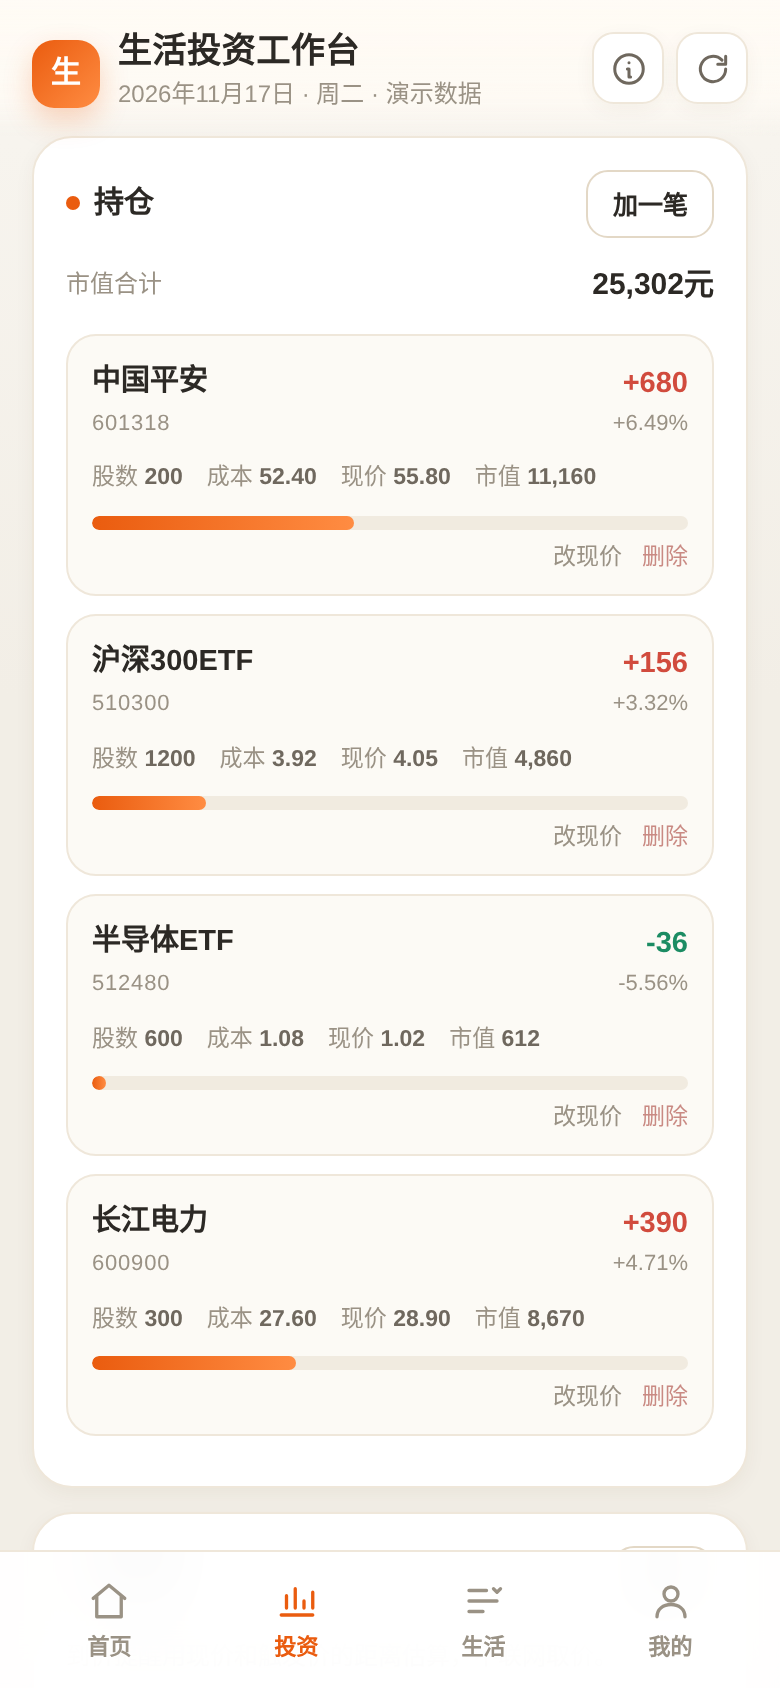 生
生活投资工作台
2026年11月17日 · 周二 · 演示数据
持仓
加一笔
市值合计
25,302元
中国平安
+680
601318
+6.49%
股数 200 成本 52.40 现价 55.80 市值 11,160
改现价 删除
沪深300ETF
+156
510300
+3.32%
股数 1200 成本 3.92 现价 4.05 市值 4,860
改现价 删除
半导体ETF
-36
512480
-5.56%
股数 600 成本 1.08 现价 1.02 市值 612
改现价 删除
长江电力
+390
600900
+4.71%
股数 300 成本 27.60 现价 28.90 市值 8,670
改现价 删除
首页 投资 生活 我的